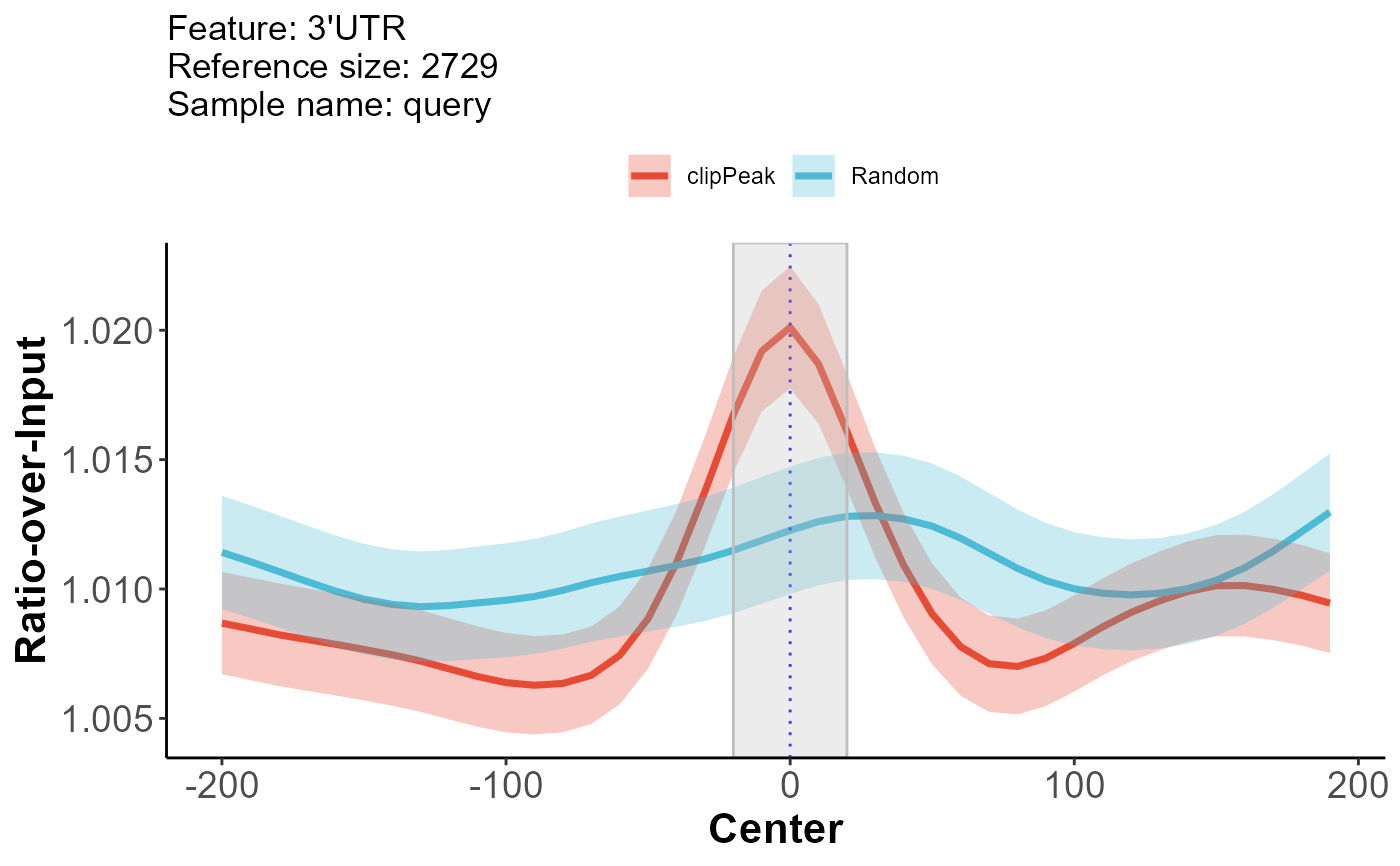 Feature: 3'UTR
Reference size: 2729
Sample name: query
clipPeak Random
Ratio-over-Input
1.020
1.015
1.010
1.005
-200 -100 0 100 200
Center